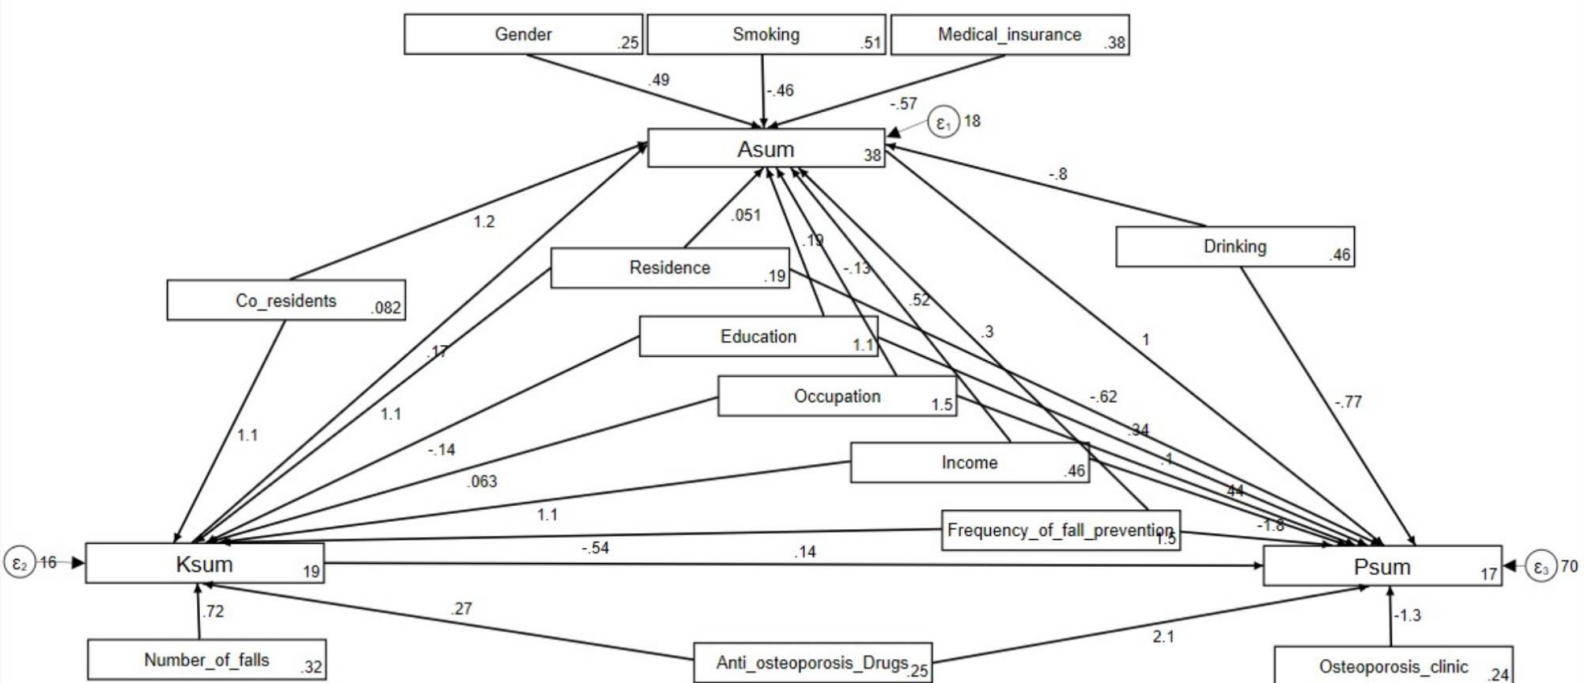 Gender .25
Smoking .51
Medical_insurance .38
.49
-.46
-.57
ε1 18
Asum 38
-.8
1.2
.051
Drinking .46
.19
-.13
Residence .19
Co_residents .082
.52
.3
1
Education 1.1
.17
-.62
Occupation 1.5
-.77
1.1
1.1
.34
-.14
.1
Income .46
.063
.44
1.1
Frequency_of_fall_prevention 1.5
-1.8
-.54
.14
ε2 16
Ksum 19
Psum 17
ε3 70
.72
.27
-1.3
2.1
Number_of_falls .32
Anti_osteoporosis_Drugs .25
Osteoporosis_clinic .24